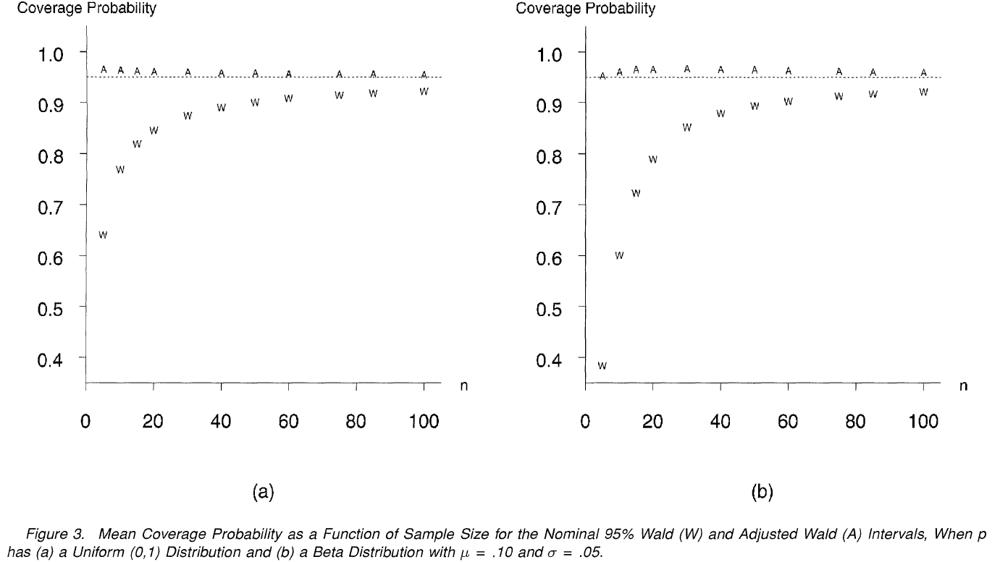 Coverage Probability
1.0
0.9
0.8
0.7
0.6
0.5
0.4
A A A A A A A A A A A
W W W W W W W W W W W
n
0 20 40 60 80 100
(a)
Coverage Probability
1.0
0.9
0.8
0.7
0.6
0.5
0.4
A A A A A A A A A A A
W W W W W W W W W W W
n
0 20 40 60 80 100
(b)
Figure 3. Mean Coverage Probability as a Function of Sample Size for the Nominal 95% Wald (W) and Adjusted Wald (A) Intervals, When p
has (a) a Uniform (0,1) Distribution and (b) a Beta Distribution with μ = .10 and σ = .05.